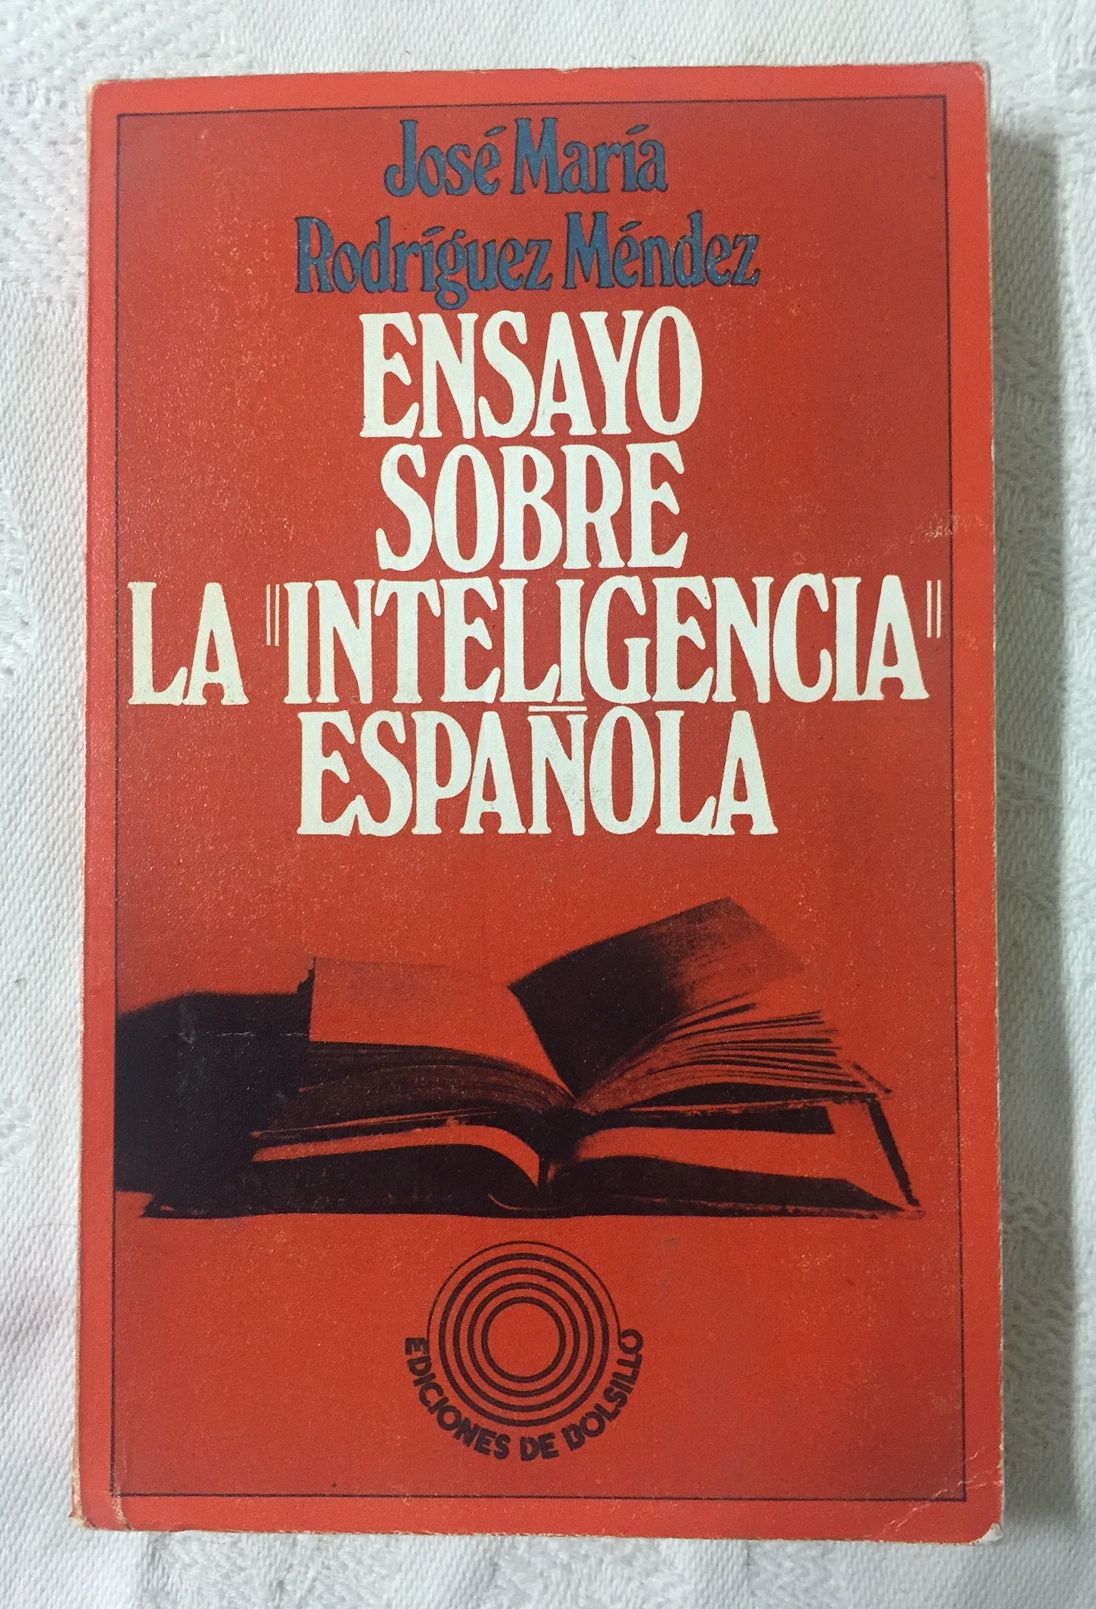 José María
Rodríguez Méndez
ENSAYO
SOBRE
LA "INTELIGENCIA"
ESPAÑOLA
EDICIONES DE BOLSILLO